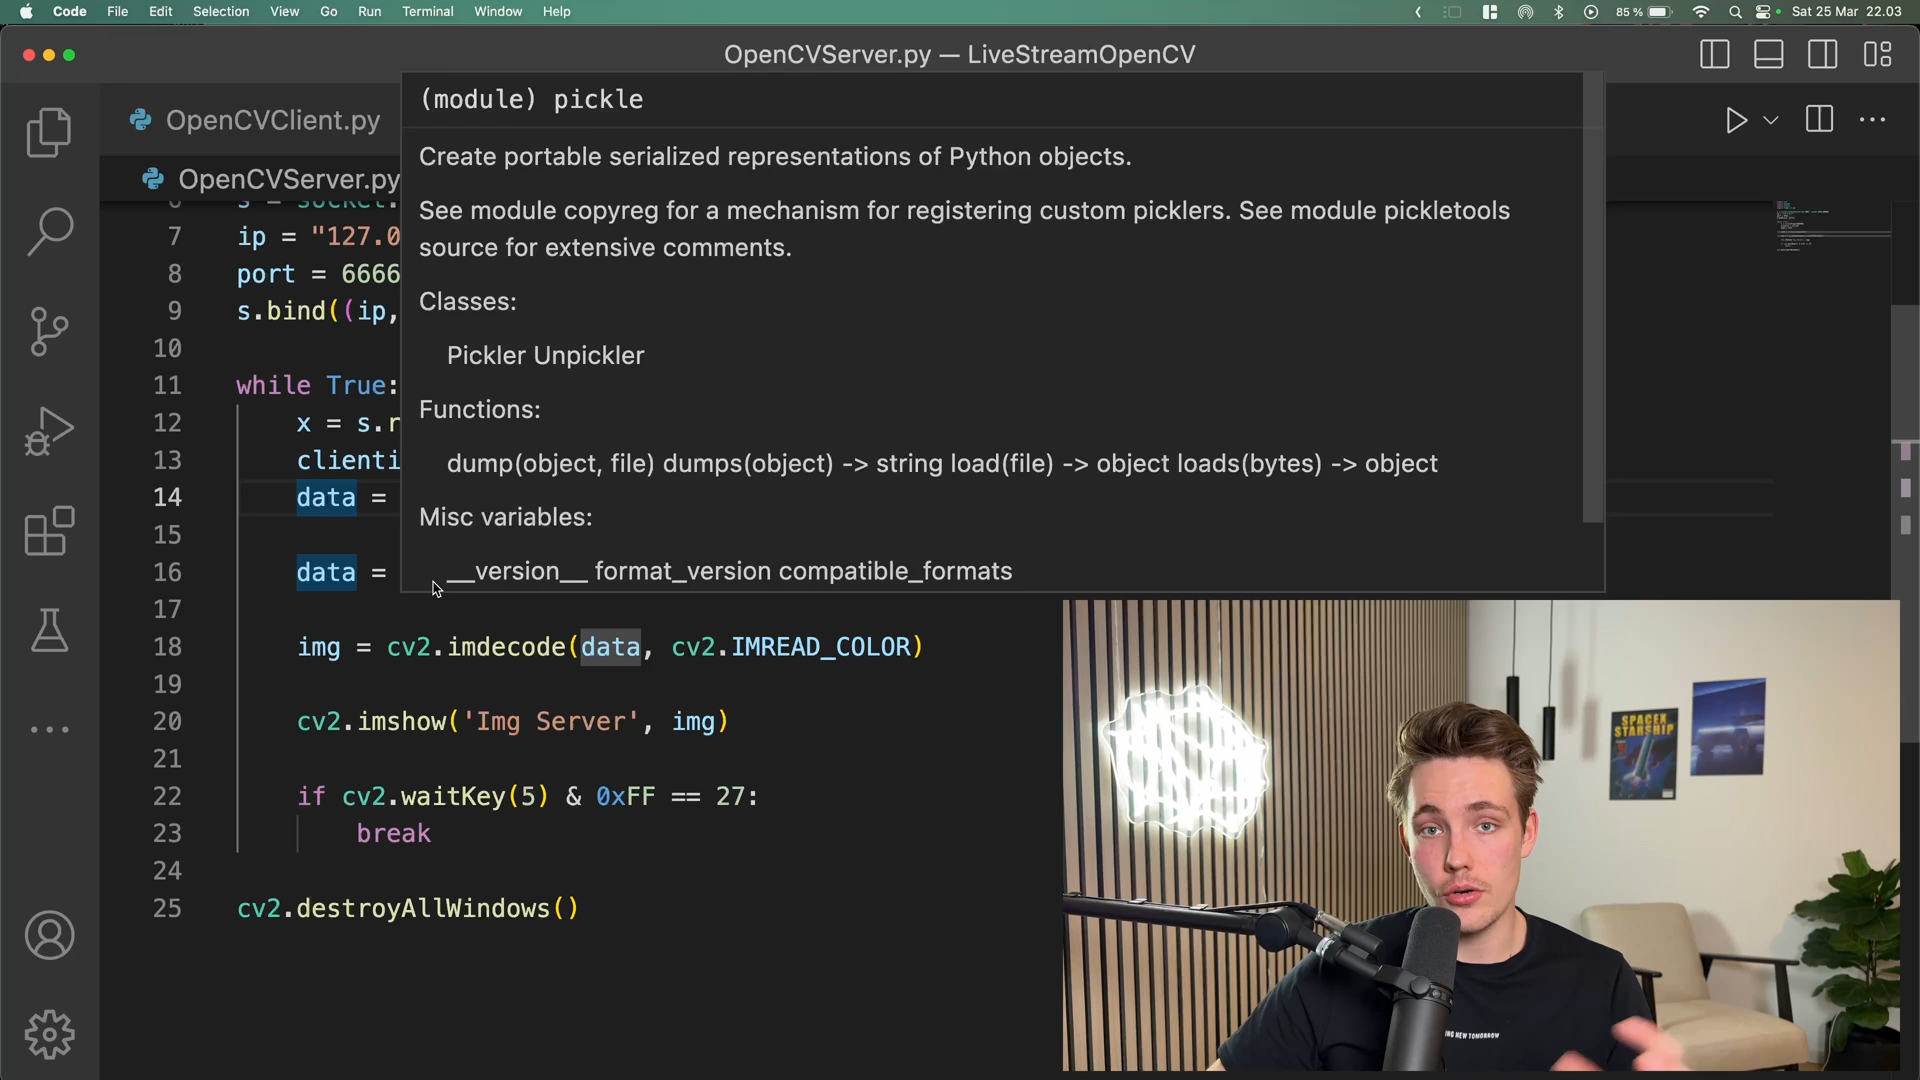 Code File Edit Selection View Go Run Terminal Window Help 85 % Sat 25 Mar 22.03
OpenCVServer.py — LiveStreamOpenCV
OpenCVClient.py
OpenCVServer.py
(module) pickle
Create portable serialized representations of Python objects.
See module copyreg for a mechanism for registering custom picklers. See module pickletools
source for extensive comments.
Classes:
Pickler Unpickler
Functions:
dump(object, file) dumps(object) -> string load(file) -> object loads(bytes) -> object
Misc variables:
__version__ format_version compatible_formats
6 s = socket.
7 ip = "127.0
8 port = 6666
9 s.bind((ip,
10
11 while True:
12 x = s.r
13 clienti
14 data =
15
16 data =
17
18 img = cv2.imdecode(data, cv2.IMREAD_COLOR)
19
20 cv2.imshow('Img Server', img)
21
22 if cv2.waitKey(5) & 0xFF == 27:
23 break
24
25 cv2.destroyAllWindows()
SPACEX
STARSHIP
NEW TOMORROW